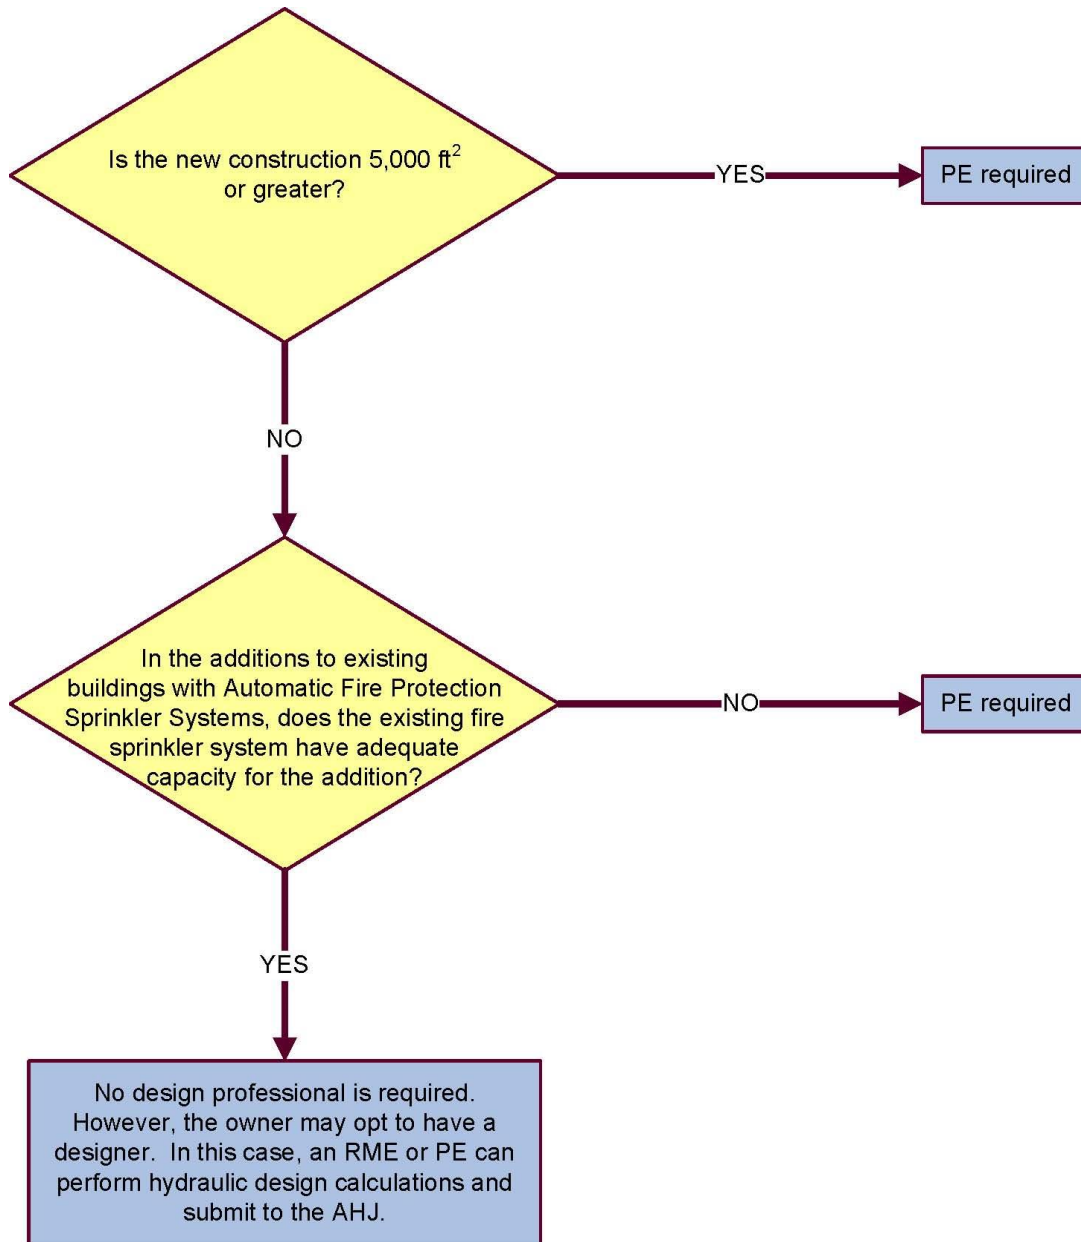 Is the new construction 5,000 ft²
or greater?
YES
PE required
NO
In the additions to existing
buildings with Automatic Fire Protection
Sprinkler Systems, does the existing fire
sprinkler system have adequate
capacity for the addition?
NO
PE required
YES
No design professional is required.
However, the owner may opt to have a
designer.  In this case, an RME or PE can
perform hydraulic design calculations and
submit to the AHJ.